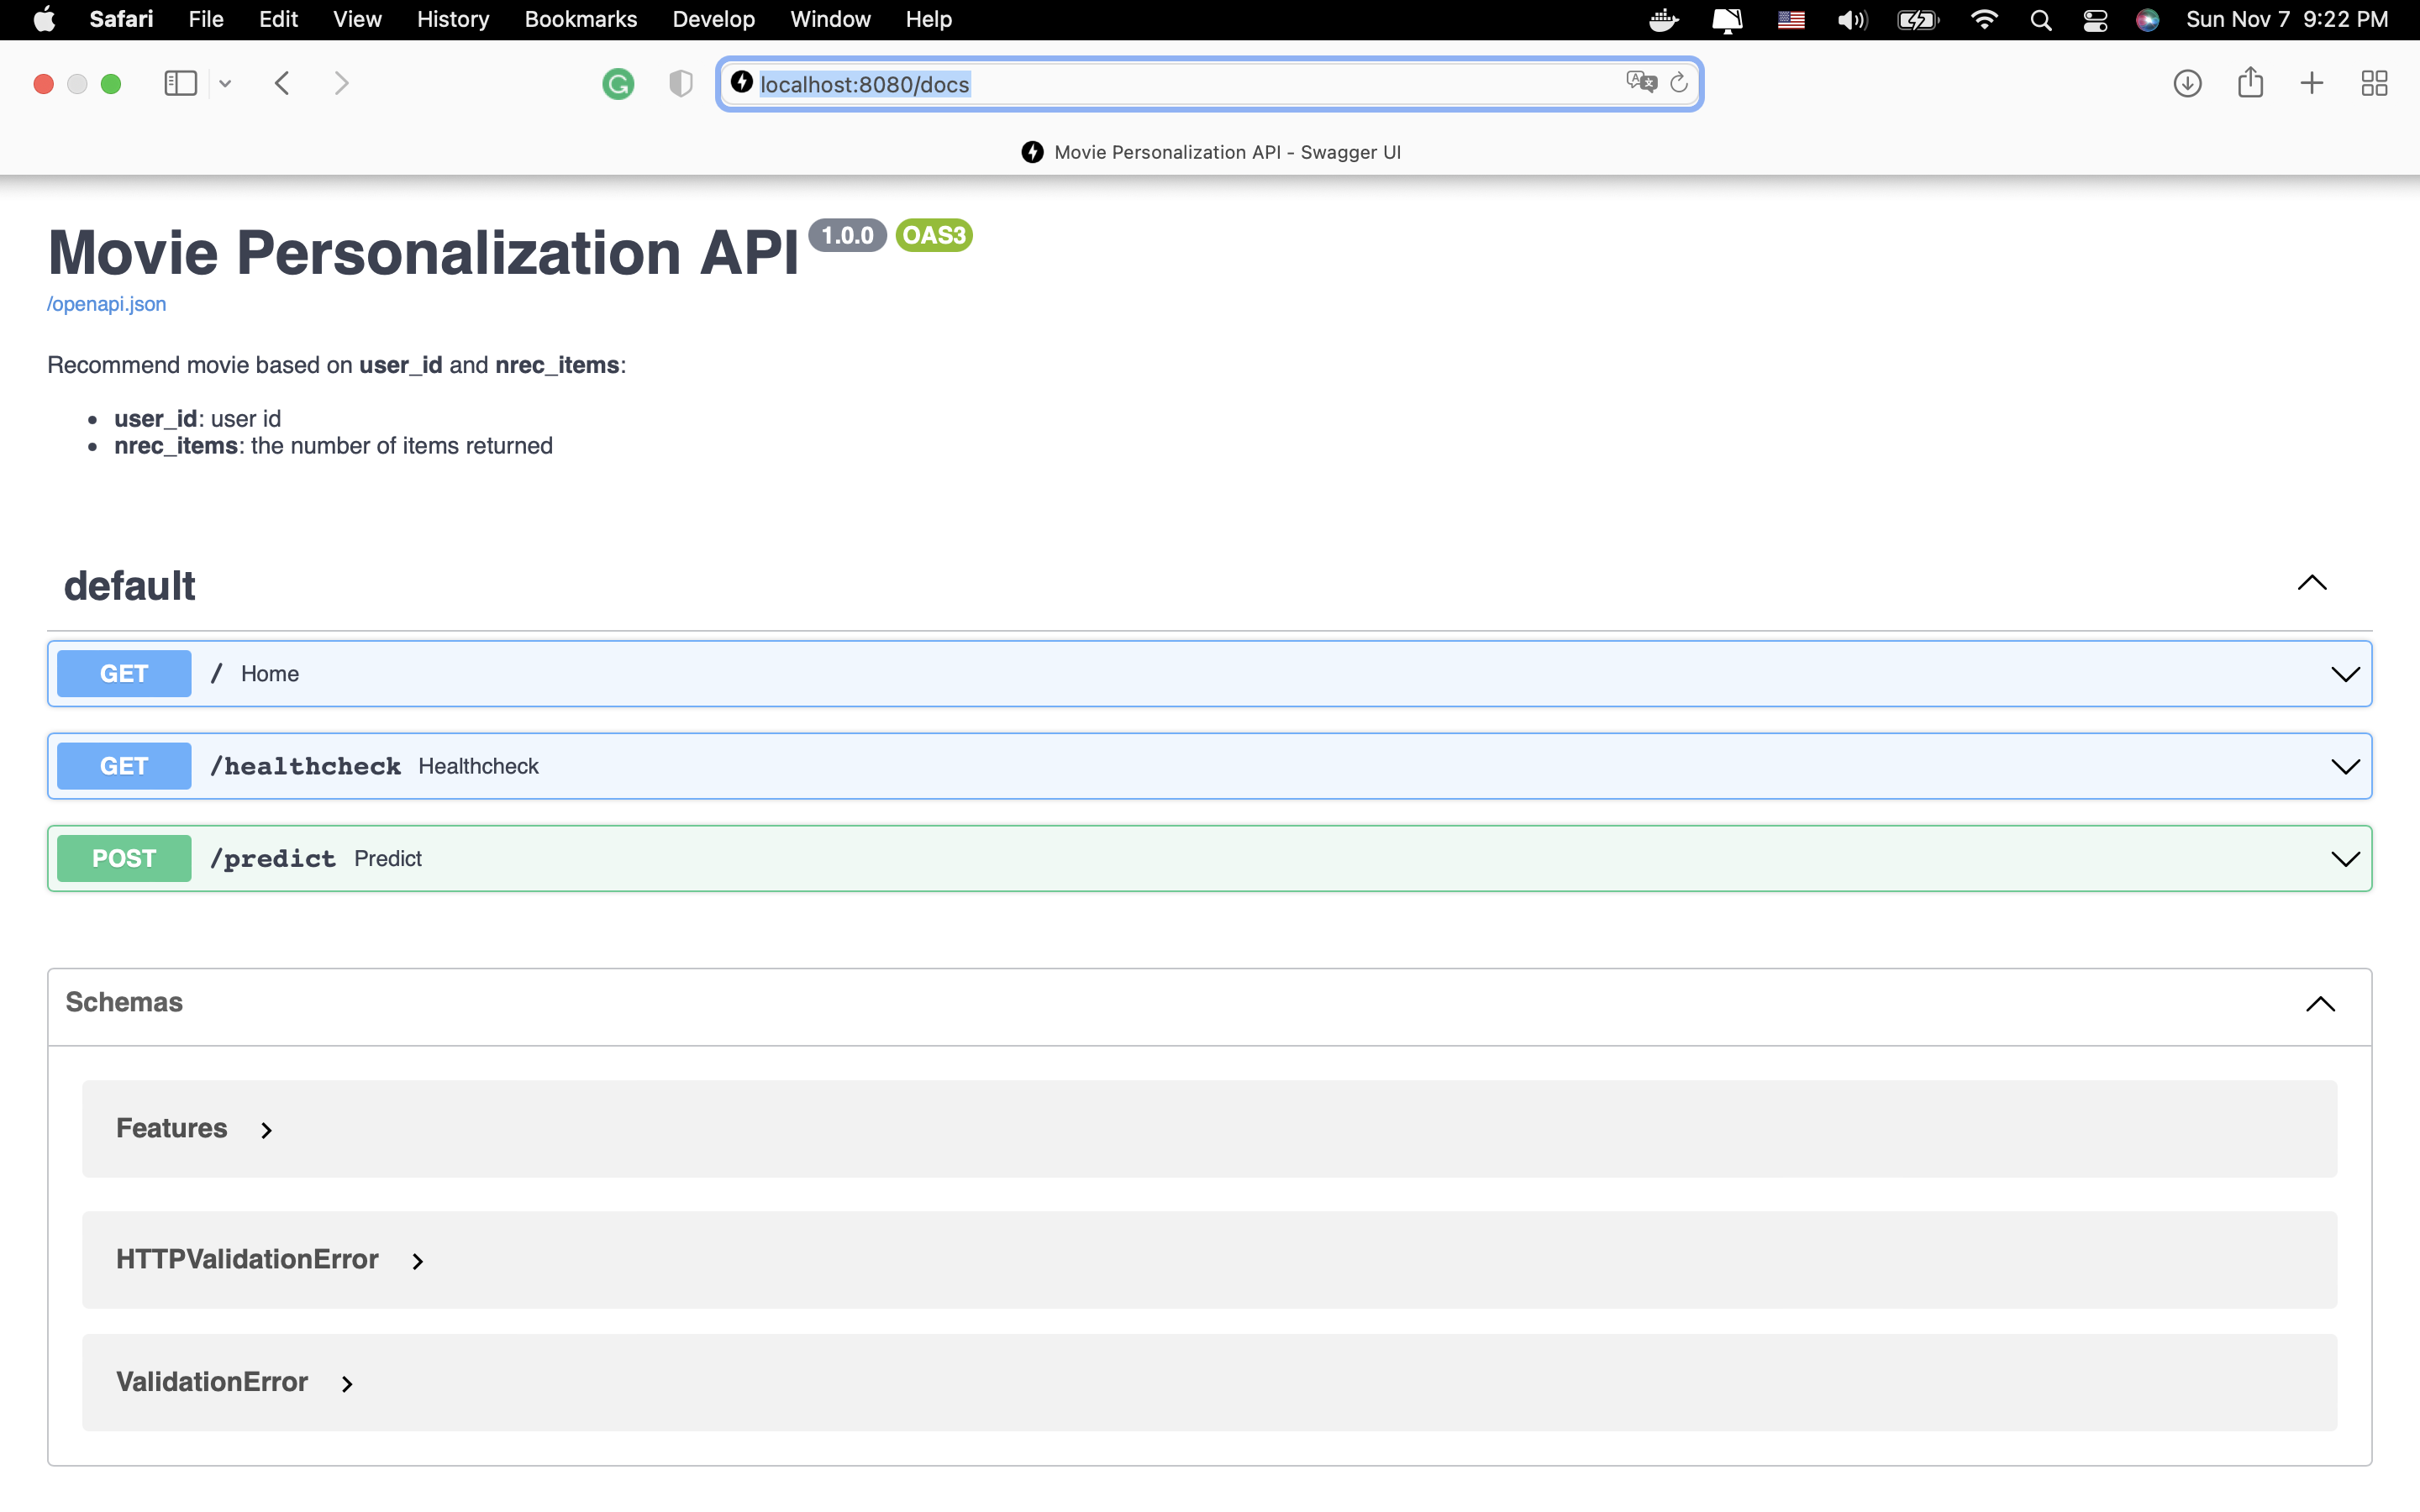 Safari File Edit View History Bookmarks Develop Window Help Sun Nov 7 9:22 PM
localhost:8080/docs
Movie Personalization API - Swagger UI
Movie Personalization API 1.0.0 OAS3
/openapi.json
Recommend movie based on user_id and nrec_items:
user_id: user id
nrec_items: the number of items returned
default
GET / Home
GET /healthcheck Healthcheck
POST /predict Predict
Schemas
Features
HTTPValidationError
ValidationError